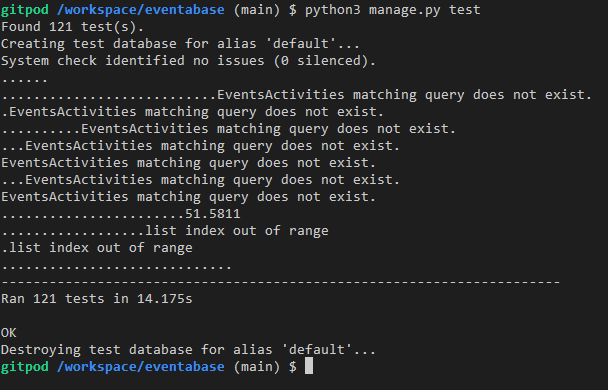 gitpod /workspace/eventabase (main) $ python3 manage.py test
Found 121 test(s).
Creating test database for alias 'default'...
System check identified no issues (0 silenced).
......
...........................EventsActivities matching query does not exist.
.EventsActivities matching query does not exist.
..........EventsActivities matching query does not exist.
...EventsActivities matching query does not exist.
EventsActivities matching query does not exist.
...EventsActivities matching query does not exist.
EventsActivities matching query does not exist.
.......................51.5811
..................list index out of range
.list index out of range
.............................
----------------------------------------------------------------------
Ran 121 tests in 14.175s
OK
Destroying test database for alias 'default'...
gitpod /workspace/eventabase (main) $